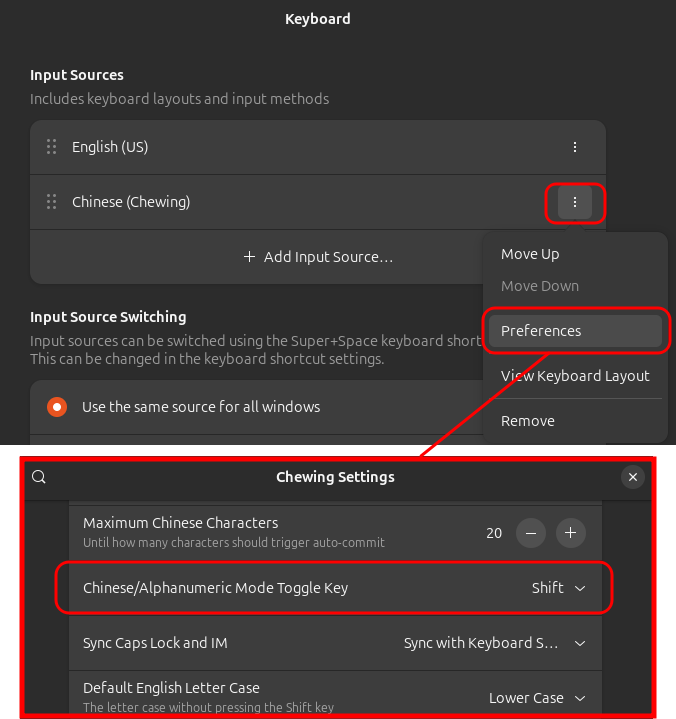 Keyboard
Input Sources
Includes keyboard layouts and input methods
English (US)
Chinese (Chewing)
+ Add Input Source...
Move Up
Move Down
Preferences
View Keyboard Layout
Remove
Input Source Switching
Input sources can be switched using the Super+Space keyboard short
This can be changed in the keyboard shortcut settings.
Use the same source for all windows
Chewing Settings
Maximum Chinese Characters
Until how many characters should trigger auto-commit
20
Chinese/Alphanumeric Mode Toggle Key
Shift
Sync Caps Lock and IM
Sync with Keyboard S...
Default English Letter Case
The letter case without pressing the Shift key
Lower Case